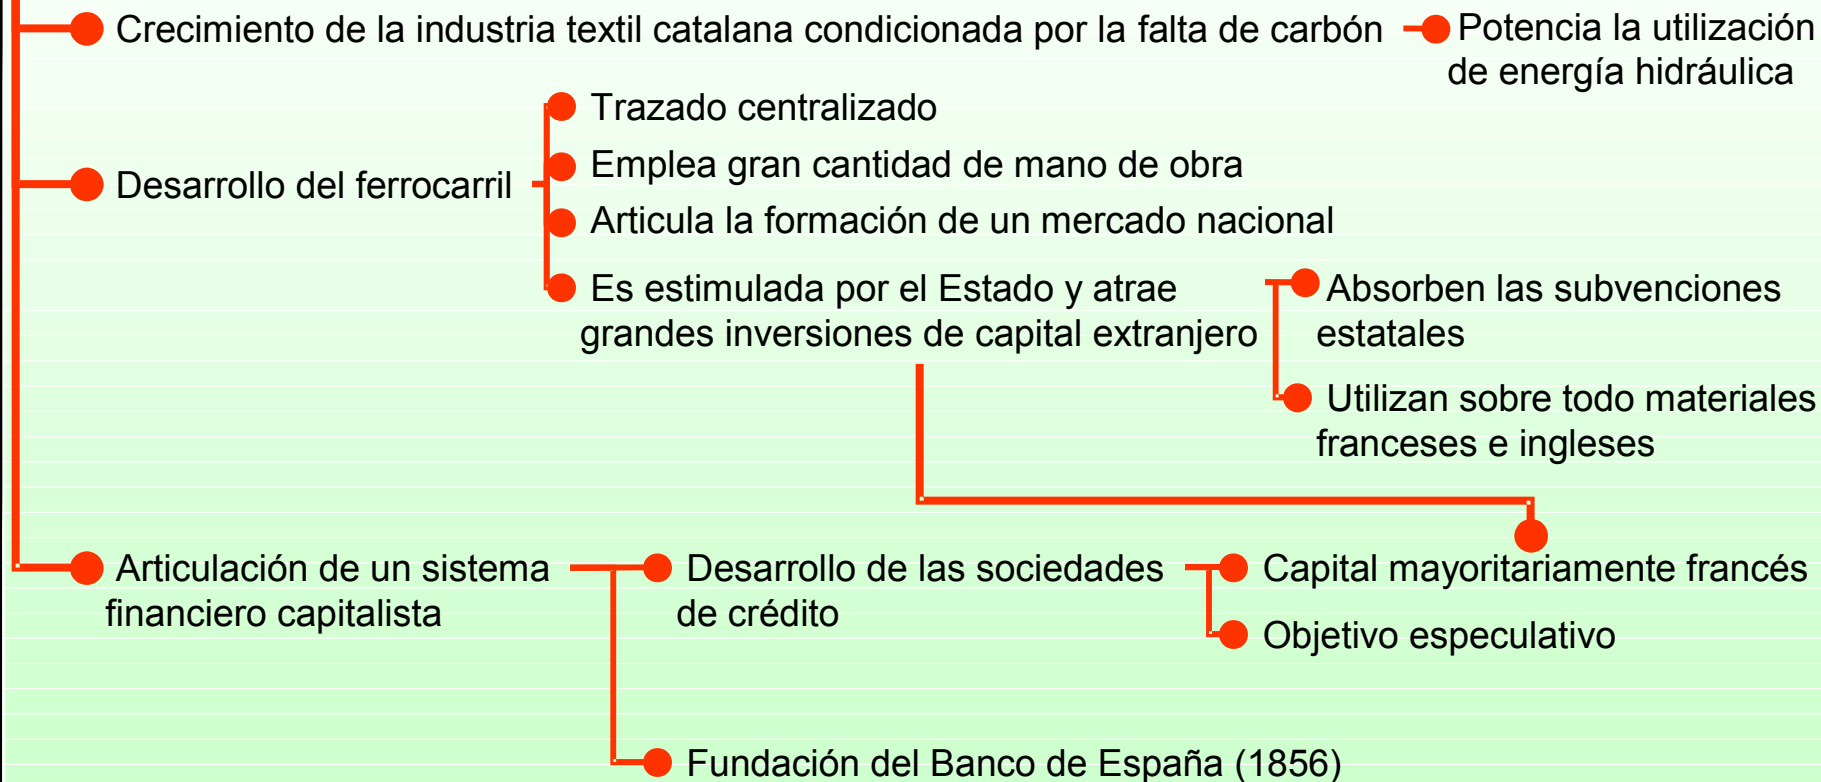 Crecimiento de la industria textil catalana condicionada por la falta de carbón
Potencia la utilización
de energía hidráulica
Desarrollo del ferrocarril
Trazado centralizado
Emplea gran cantidad de mano de obra
Articula la formación de un mercado nacional
Es estimulada por el Estado y atrae
grandes inversiones de capital extranjero
Absorben las subvenciones
estatales
Utilizan sobre todo materiales
franceses e ingleses
Articulación de un sistema
financiero capitalista
Desarrollo de las sociedades
de crédito
Capital mayoritariamente francés
Objetivo especulativo
Fundación del Banco de España (1856)